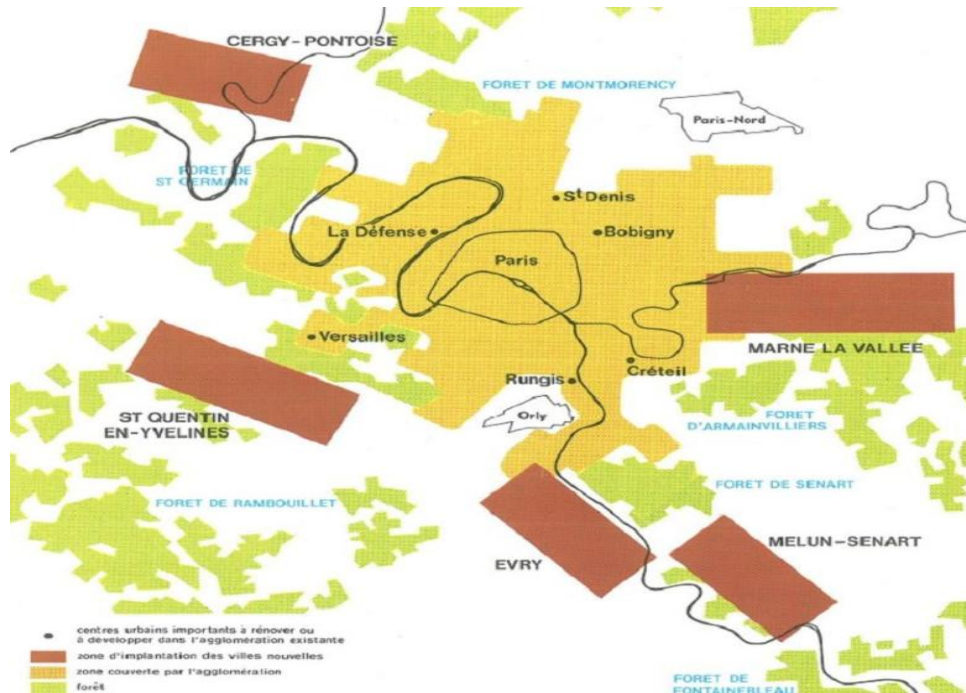 CERGY-PONTOISE
FORET DE MONTMORENCY
Paris-Nord
FORET DE
ST GERMAIN
St Denis
La Défense
Bobigny
Paris
Versailles
MARNE LA VALLEE
Créteil
Rungis
Orly
ST QUENTIN
EN-YVELINES
FORET
D'ARMAINVILLIERS
FORET DE SENART
FORET DE RAMBOUILLET
MELUN-SENART
EVRY
centres urbains importants à rénover ou
à développer dans l'agglomération existante
zone d'implantation des villes nouvelles
zone couverte par l'agglomération
forêt
FORET DE
FONTAINEBLEAU